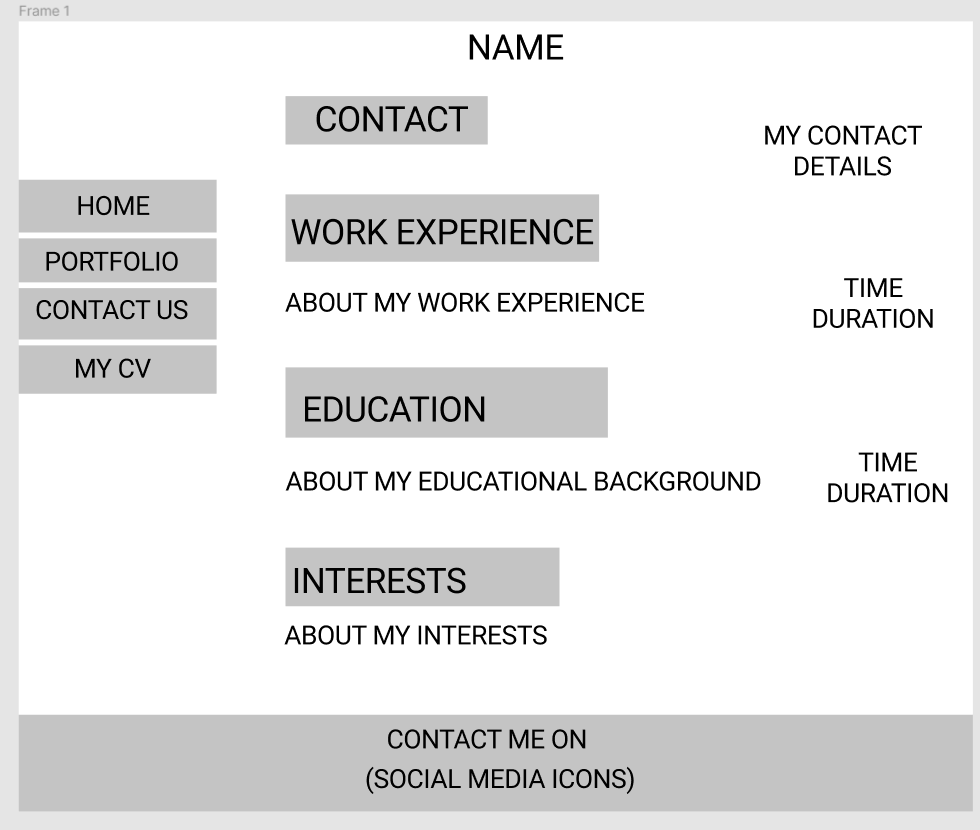 Frame 1
NAME
CONTACT
MY CONTACT
DETAILS
HOME
PORTFOLIO
CONTACT US
MY CV
WORK EXPERIENCE
ABOUT MY WORK EXPERIENCE
TIME
DURATION
EDUCATION
ABOUT MY EDUCATIONAL BACKGROUND
TIME
DURATION
INTERESTS
ABOUT MY INTERESTS
CONTACT ME ON
(SOCIAL MEDIA ICONS)